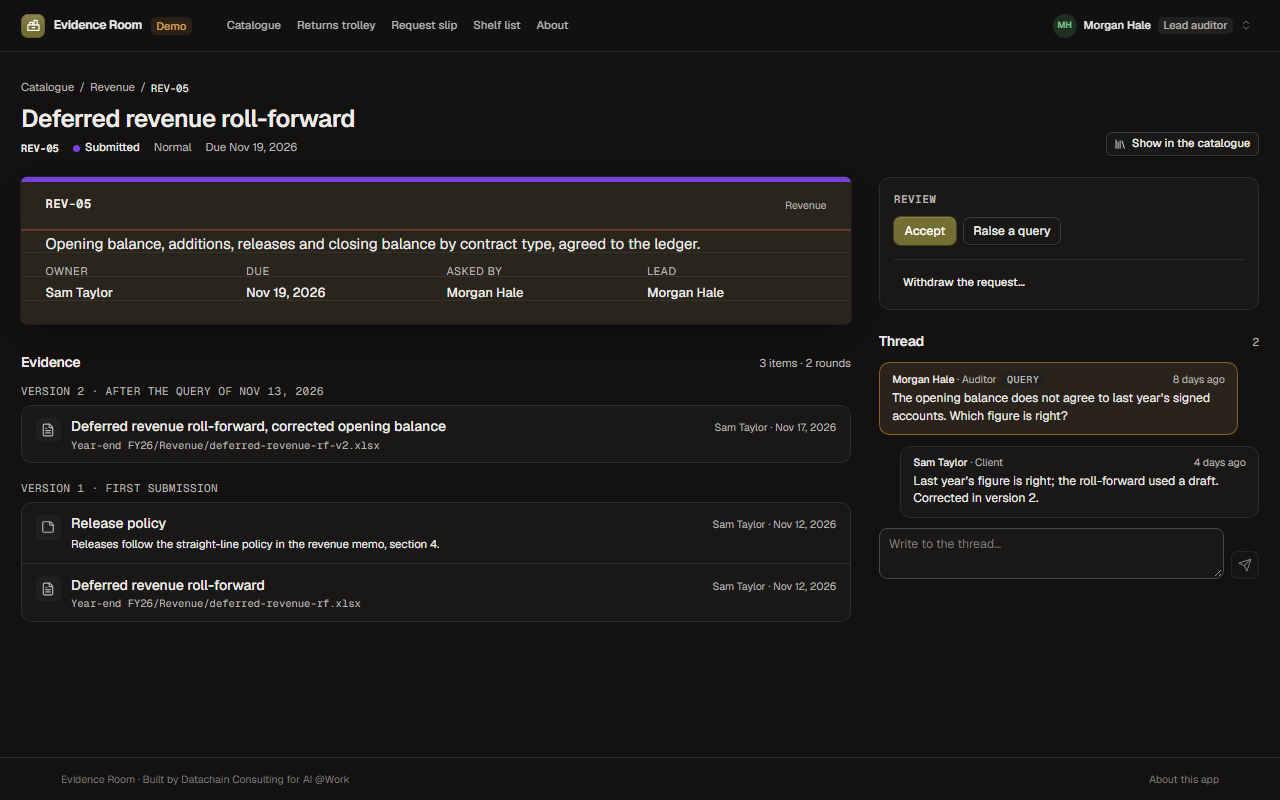 Evidence Room Demo Catalogue Returns trolley Request slip Shelf list About MH Morgan Hale Lead auditor
Catalogue / Revenue / REV-05
Deferred revenue roll-forward
REV-05 Submitted Normal Due Nov 19, 2026
Show in the catalogue
REV-05 Revenue
Opening balance, additions, releases and closing balance by contract type, agreed to the ledger.
OWNER DUE ASKED BY LEAD
Sam Taylor Nov 19, 2026 Morgan Hale Morgan Hale
Evidence 3 items · 2 rounds
VERSION 2 · AFTER THE QUERY OF NOV 13, 2026
Deferred revenue roll-forward, corrected opening balance Sam Taylor · Nov 17, 2026
Year-end FY26/Revenue/deferred-revenue-rf-v2.xlsx
VERSION 1 · FIRST SUBMISSION
Release policy Sam Taylor · Nov 12, 2026
Releases follow the straight-line policy in the revenue memo, section 4.
Deferred revenue roll-forward Sam Taylor · Nov 12, 2026
Year-end FY26/Revenue/deferred-revenue-rf.xlsx
REVIEW
Accept Raise a query
Withdraw the request…
Thread 2
Morgan Hale · Auditor QUERY 8 days ago
The opening balance does not agree to last year's signed
accounts. Which figure is right?
Sam Taylor · Client 4 days ago
Last year's figure is right; the roll-forward used a draft.
Corrected in version 2.
Write to the thread…
Evidence Room · Built by Datachain Consulting for AI @Work About this app